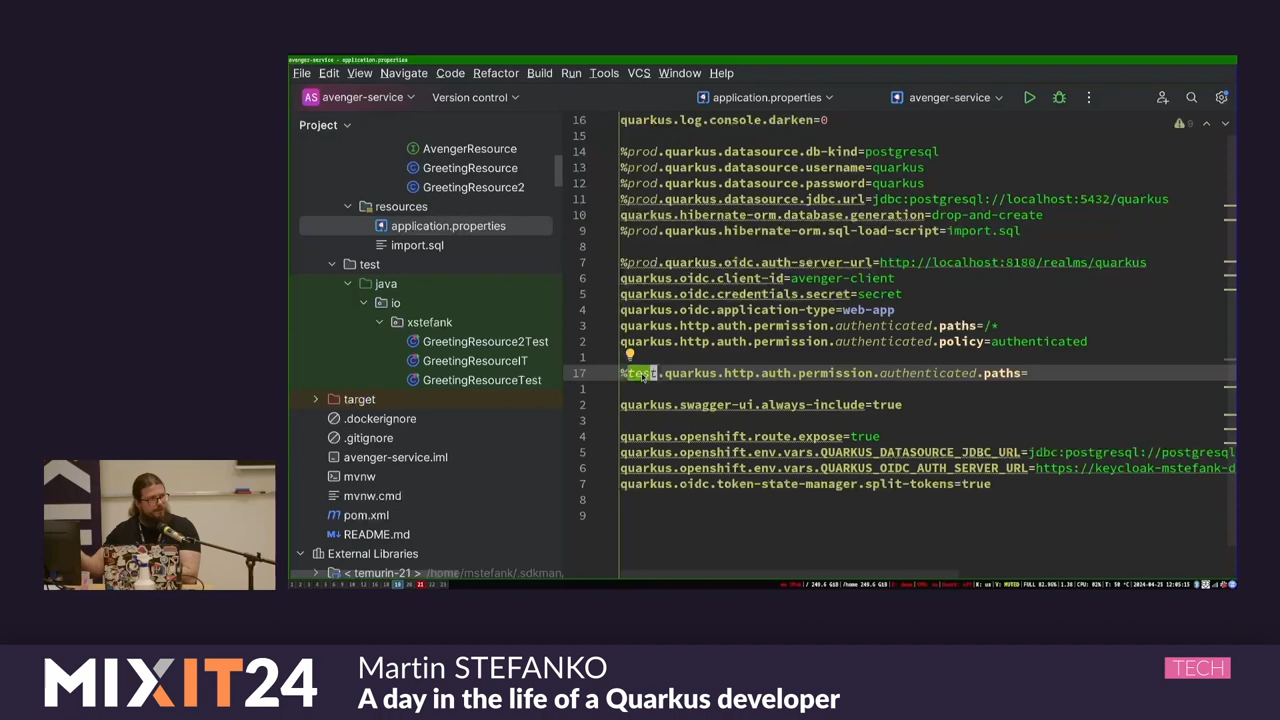 avenger-service - application.properties
File Edit View Navigate Code Refactor Build Run Tools VCS Window Help
AS avenger-service Version control application.properties avenger-service
Project
AvengerResource
GreetingResource
GreetingResource2
resources
application.properties
import.sql
test
java
io
xstefank
GreetingResource2Test
GreetingResourceIT
GreetingResourceTest
target
.dockerignore
.gitignore
avenger-service.iml
mvnw
mvnw.cmd
pom.xml
README.md
External Libraries
< temurin-21 > /home/mstefank/.sdkman,
16 quarkus.log.console.darken=0
15
14 %prod.quarkus.datasource.db-kind=postgresql
13 %prod.quarkus.datasource.username=quarkus
12 %prod.quarkus.datasource.password=quarkus
11 %prod.quarkus.datasource.jdbc.url=jdbc:postgresql://localhost:5432/quarkus
10 quarkus.hibernate-orm.database.generation=drop-and-create
9 %prod.quarkus.hibernate-orm.sql-load-script=import.sql
8
7 %prod.quarkus.oidc.auth-server-url=http://localhost:8180/realms/quarkus
6 quarkus.oidc.client-id=avenger-client
5 quarkus.oidc.credentials.secret=secret
4 quarkus.oidc.application-type=web-app
3 quarkus.http.auth.permission.authenticated.paths=/*
2 quarkus.http.auth.permission.authenticated.policy=authenticated
1
17 %test.quarkus.http.auth.permission.authenticated.paths=
1
2 quarkus.swagger-ui.always-include=true
3
4 quarkus.openshift.route.expose=true
5 quarkus.openshift.env.vars.QUARKUS_DATASOURCE_JDBC_URL=jdbc:postgresql://postgresql
6 quarkus.openshift.env.vars.QUARKUS_OIDC_AUTH_SERVER_URL=https://keycloak-mstefank-d
7 quarkus.oidc.token-state-manager.split-tokens=true
8
9
MIXIT24
Martin STEFANKO
A day in the life of a Quarkus developer
TECH